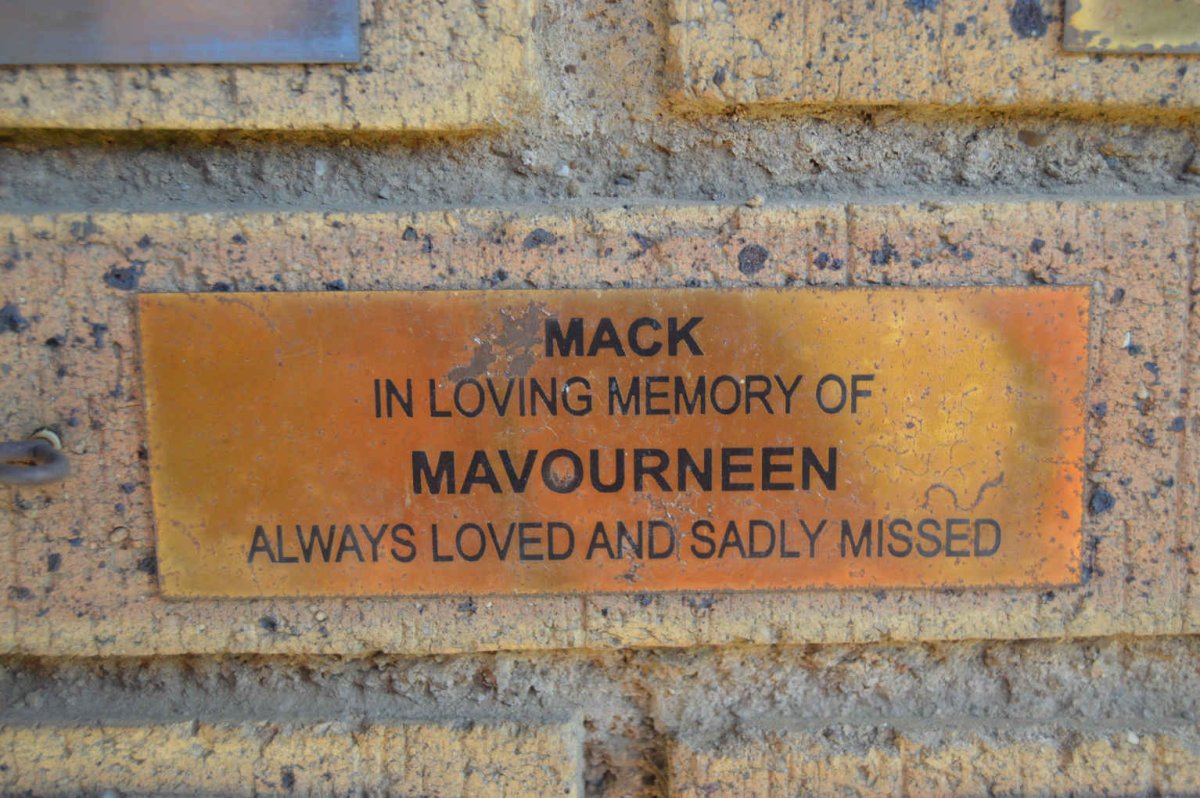 MACK
IN LOVING MEMORY OF
MAVOURNEEN
ALWAYS LOVED AND SADLY MISSED